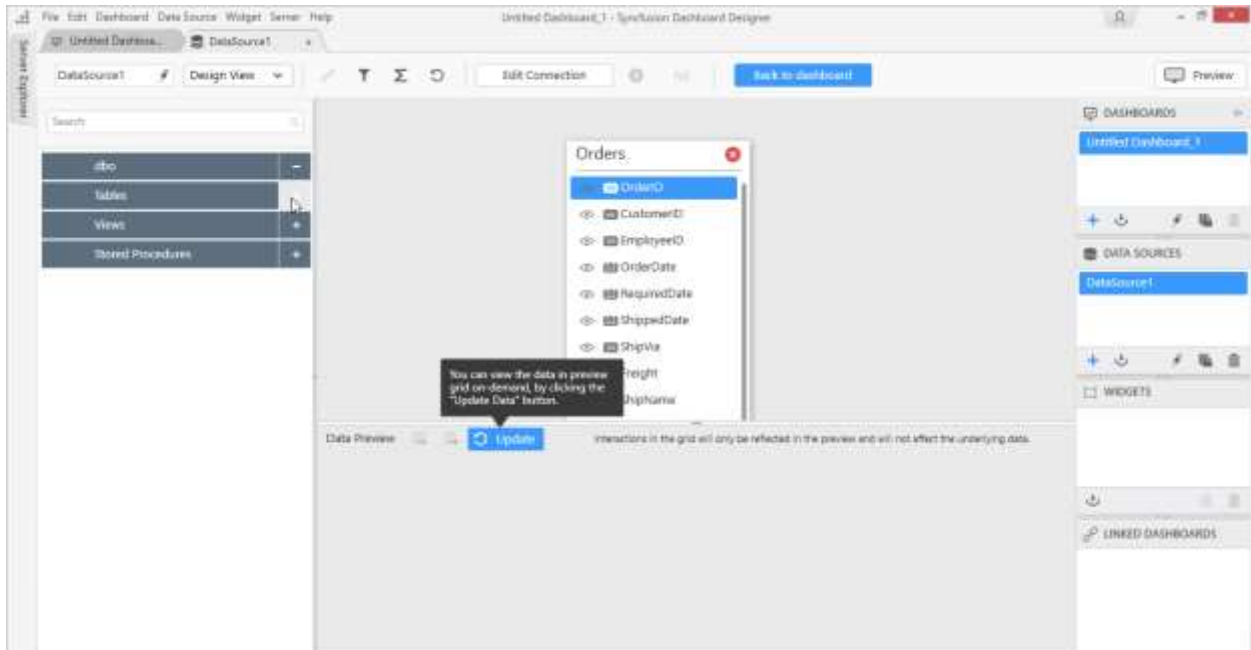 File Edit Dashboard Data Source Widget Server Help
Untitled Dashboard_1 - Syncfusion Dashboard Designer
Untitled Dashboa...
DataSource1
Server Explorer
DataSource1
Design View
Edit Connection
Back to dashboard
Preview
Search
dbo
Tables
Views
Stored Procedures
Orders
OrderID
CustomerID
EmployeeID
OrderDate
RequiredDate
ShippedDate
ShipVia
Freight
ShipName
You can view the data in preview
grid on-demand, by clicking the
"Update Data" button.
Data Preview
Update
Interactions in the grid will only be reflected in the preview and will not affect the underlying data.
DASHBOARDS
Untitled Dashboard_1
DATA SOURCES
DataSource1
WIDGETS
LINKED DASHBOARDS